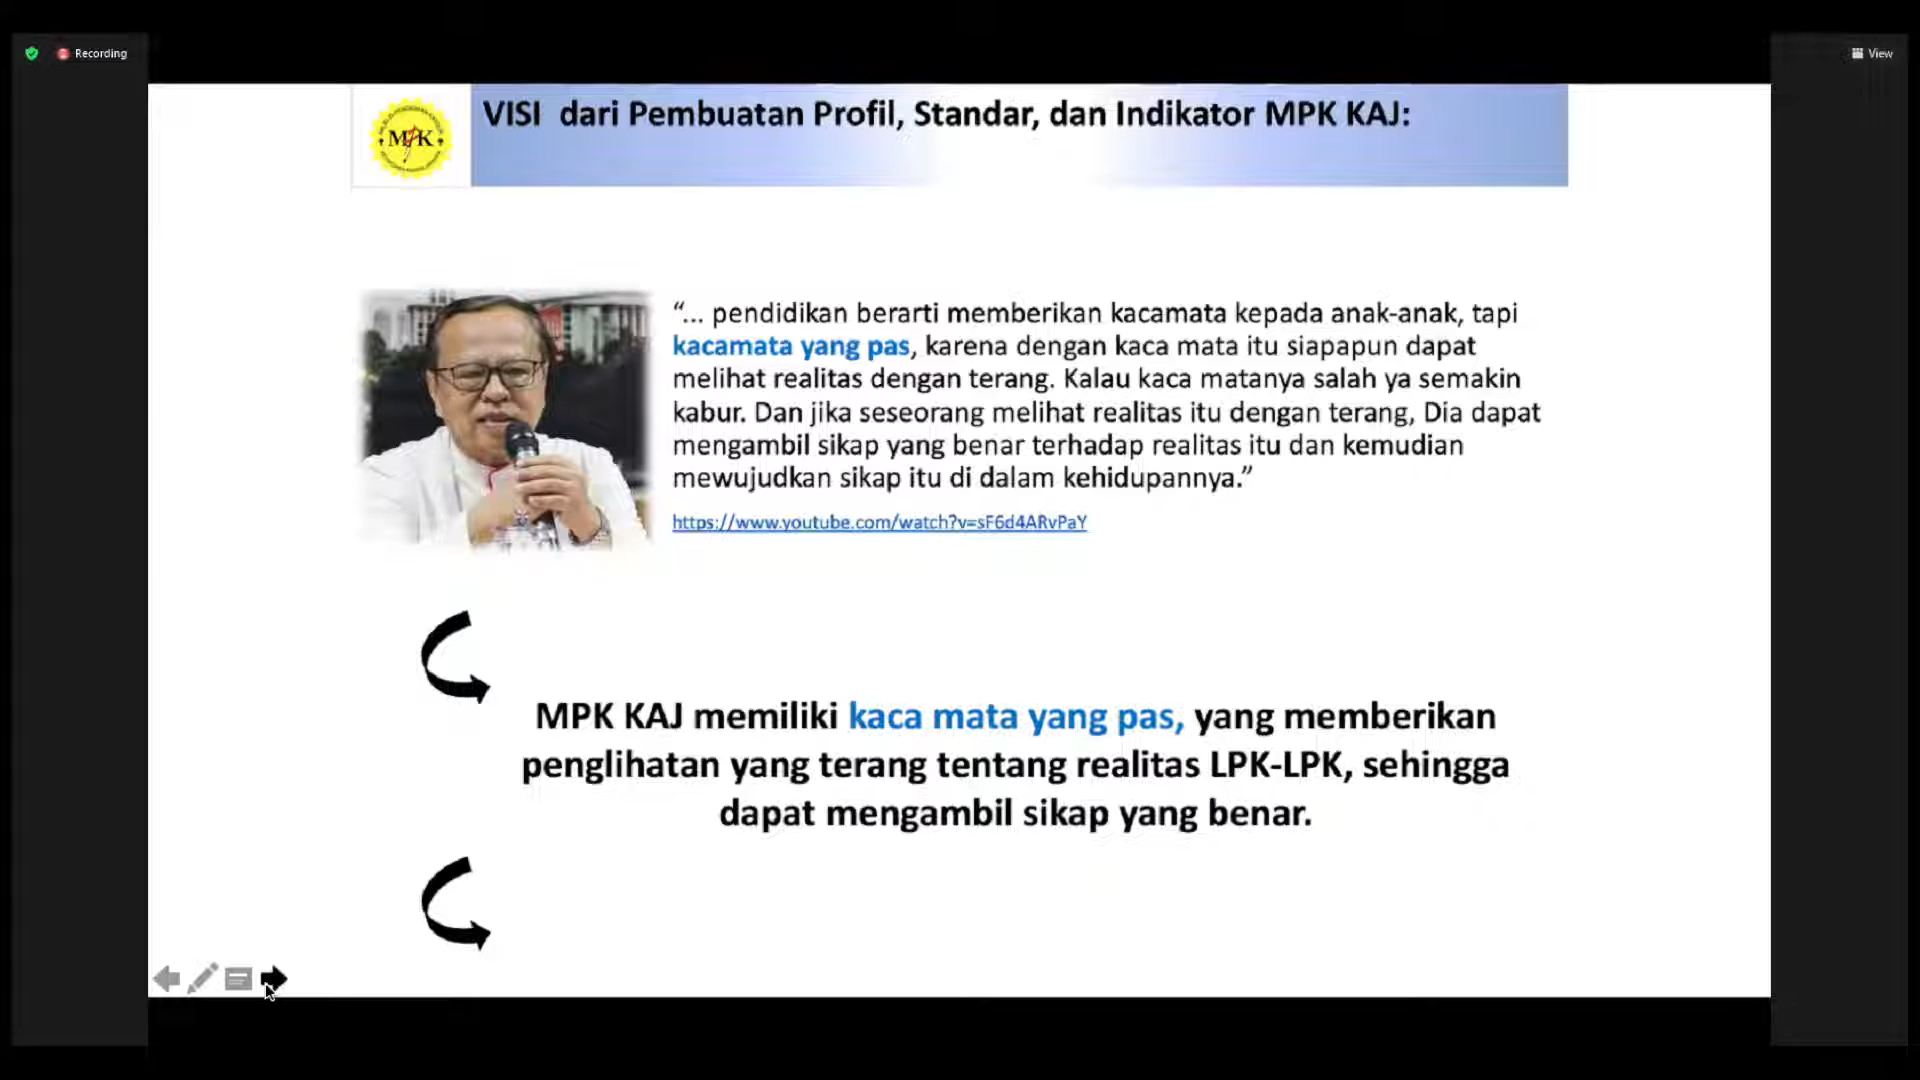 Recording
View
MPK
VISI dari Pembuatan Profil, Standar, dan Indikator MPK KAJ:
“... pendidikan berarti memberikan kacamata kepada anak-anak, tapi
kacamata yang pas, karena dengan kaca mata itu siapapun dapat
melihat realitas dengan terang. Kalau kaca matanya salah ya semakin
kabur. Dan jika seseorang melihat realitas itu dengan terang, Dia dapat
mengambil sikap yang benar terhadap realitas itu dan kemudian
mewujudkan sikap itu di dalam kehidupannya.”
https://www.youtube.com/watch?v=sF6d4ARvPaY
MPK KAJ memiliki kaca mata yang pas, yang memberikan
penglihatan yang terang tentang realitas LPK-LPK, sehingga
dapat mengambil sikap yang benar.